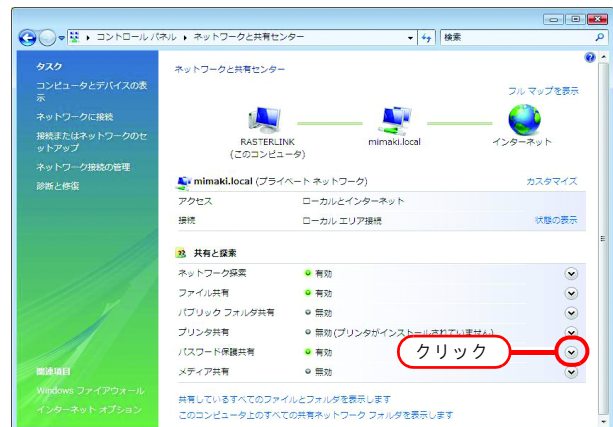 コントロール パネル ▸ ネットワークと共有センター
検索
タスク
コンピュータとデバイスの表
示
ネットワークに接続
接続またはネットワークのセ
ットアップ
ネットワーク接続の管理
診断と修復
関連項目
Windows ファイアウォール
インターネット オプション
ネットワークと共有センター
フル マップを表示
RASTERLINK
(このコンピュータ)
mimaki.local
インターネット
mimaki.local (プライベート ネットワーク)
カスタマイズ
アクセス ローカルとインターネット
接続 ローカル エリア接続 状態の表示
共有と探索
ネットワーク探索 有効
ファイル共有 有効
パブリック フォルダ共有 無効
プリンタ共有 無効(プリンタがインストールされていません)
パスワード保護共有 有効
クリック
メディア共有 無効
共有しているすべてのファイルとフォルダを表示します
このコンピュータ上のすべての共有ネットワーク フォルダを表示します